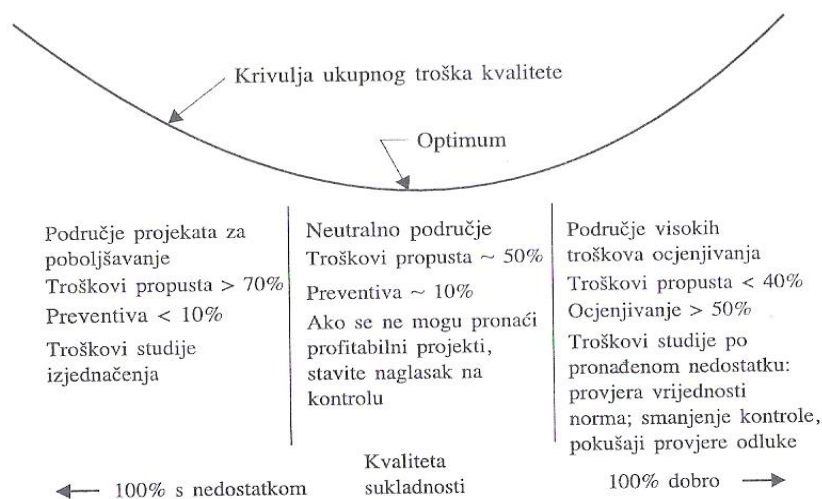 Krivulja ukupnog troška kvalitete
Optimum
Područje projekata za
poboljšavanje
Troškovi propusta > 70%
Preventiva < 10%
Troškovi studije
izjednačenja
Neutralno područje
Troškovi propusta ~ 50%
Preventiva ~ 10%
Ako se ne mogu pronaći
profitabilni projekti,
stavite naglasak na
kontrolu
Područje visokih
troškova ocjenjivanja
Troškovi propusta < 40%
Ocjenjivanje > 50%
Troškovi studije po
pronađenom nedostatku:
provjera vrijednosti
norma; smanjenje kontrole,
pokušaji provjere odluke
100% s nedostatkom
Kvaliteta
sukladnosti
100% dobro